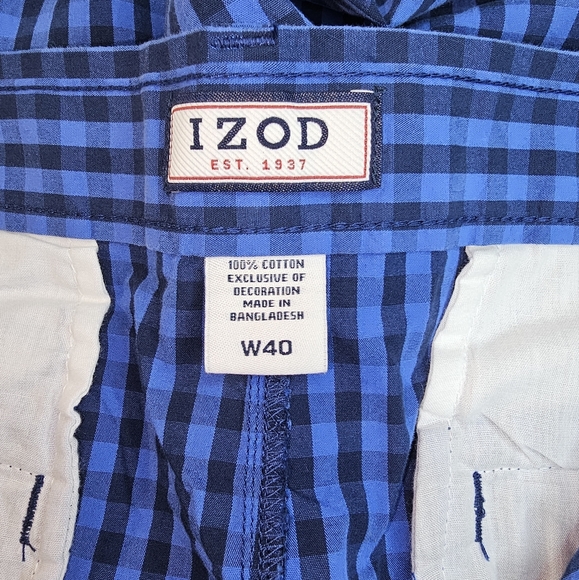 IZOD
EST. 1937
100% COTTON
EXCLUSIVE OF
DECORATION
MADE IN
BANGLADESH
W40